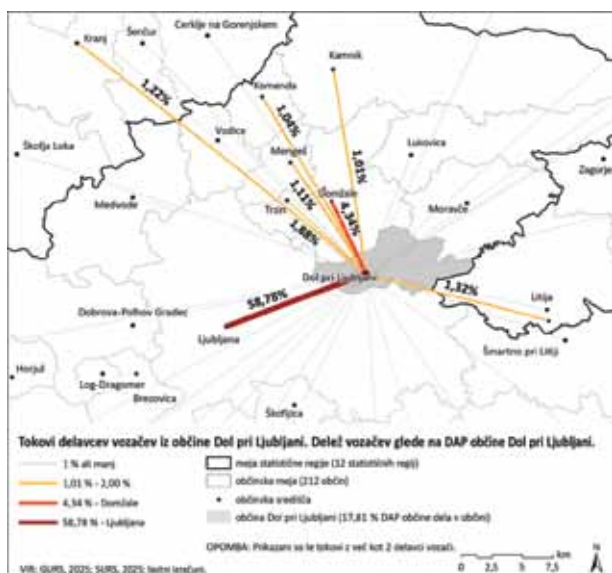 Cerklje na Gorenjskem
Kranj
Šenčur
Kamnik
1,22%
Komenda
1,04%
Vodice
Škofja Loka
Mengeš
Lukovica
1,01%
Zagorje
1,11%
Domžale
Medvode
Trzin
4,34%
Moravče
1,88%
Dol pri Ljubljani
58,78%
1,32%
Litija
Dobrova-Polhov Gradec
Ljubljana
Šmartno pri Litiji
Horjul
Log-Dragomer
Brezovica
Škofljica
Tokovi delavcev vozačev iz občine Dol pri Ljubljani. Delež vozačev glede na DAP občine Dol pri Ljubljani.
1 % ali manj
meja statistične regije (12 statističnih regij)
1,01 % - 2,00 %
občinska meja (212 občin)
4,34 % - Domžale
občinska središča
58,78 % - Ljubljana
občina Dol pri Ljubljani (17,81 % DAP občine dela v občini)
OPOMBA: Prikazani so le tokovi z več kot 2 delavci vozači.
N
km
0 2,5 5 7,5
VIR: GURS, 2025; SURS, 2025; lastni izračuni.